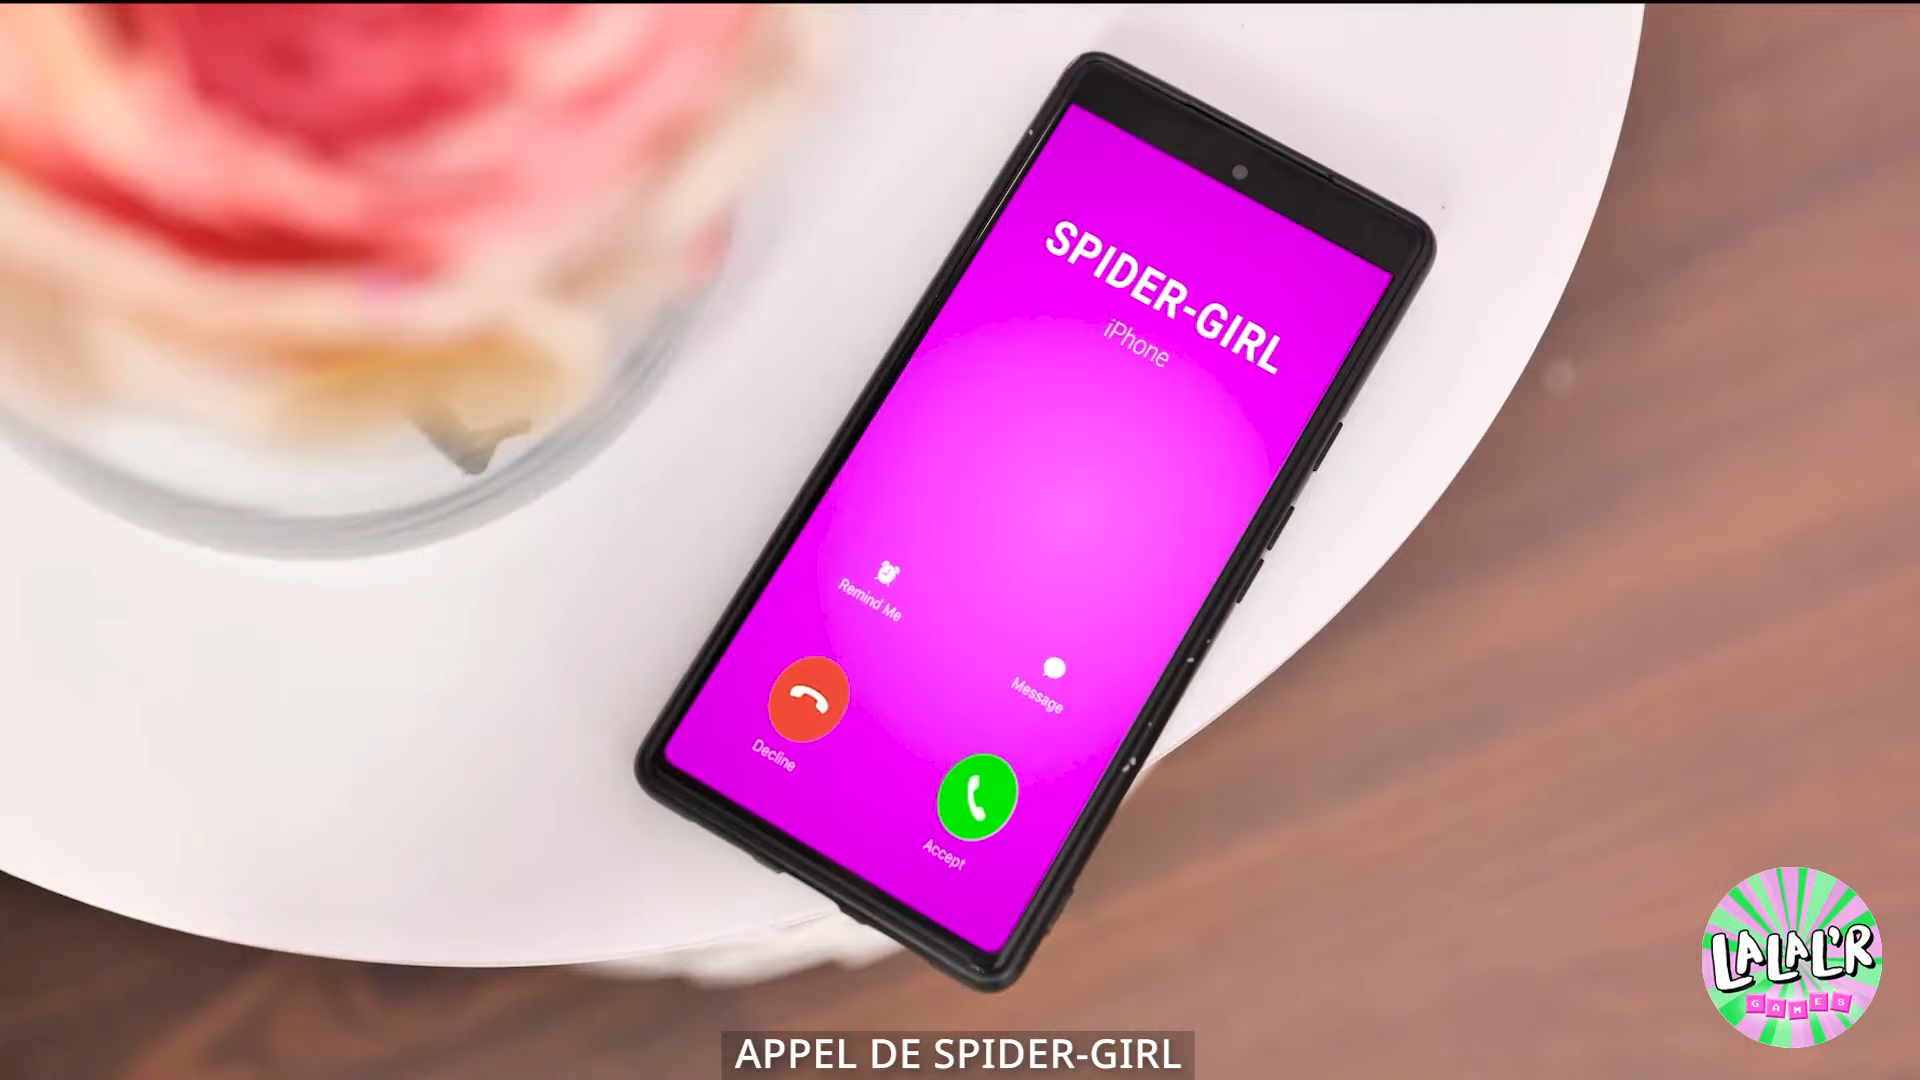 SPIDER-GIRL
iPhone
Remind Me
Message
Decline
Accept
LALAL'R
GAMES
APPEL DE SPIDER-GIRL